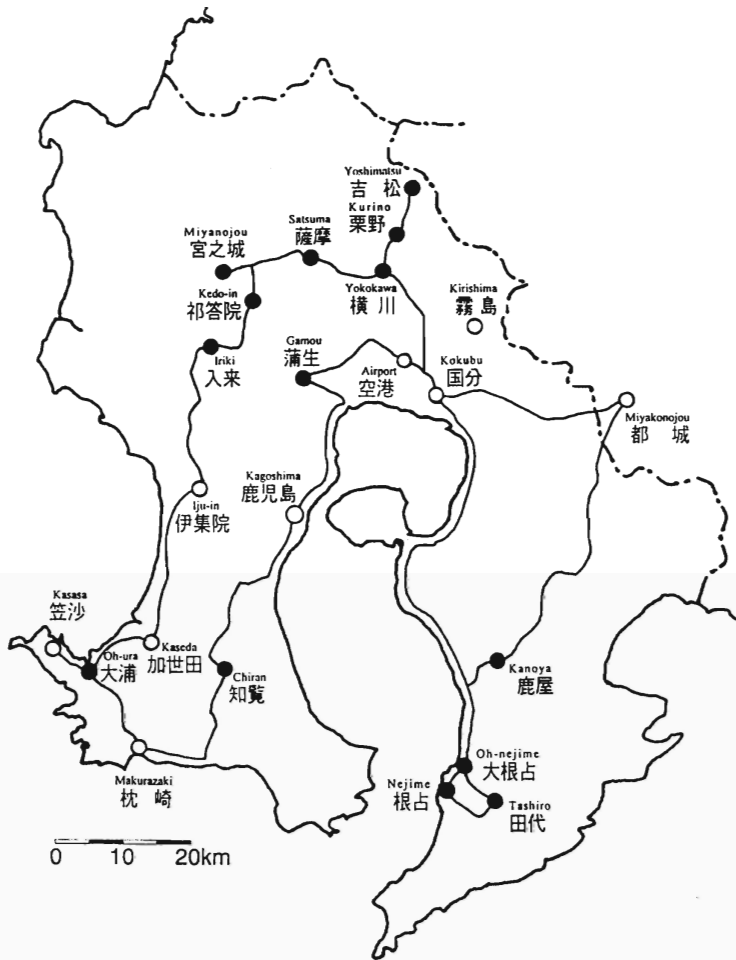 Yoshimatsu
吉松
Kurino
栗野
Miyanojou
宮之城
Satsuma
薩摩
Yokokawa
横川
Kirishima
霧島
Kedo-in
祁答院
Iriki
入来
Gamou
蒲生
Airport
空港
Kokubu
国分
Miyakonojou
都城
Iju-in
伊集院
Kagoshima
鹿児島
Kasasa
笠沙
Oh-ura
大浦
Kaseda
加世田
Chiran
知覧
Kanoya
鹿屋
Makurazaki
枕崎
Oh-nejime
大根占
Nejime
根占
Tashiro
田代
0 10 20km